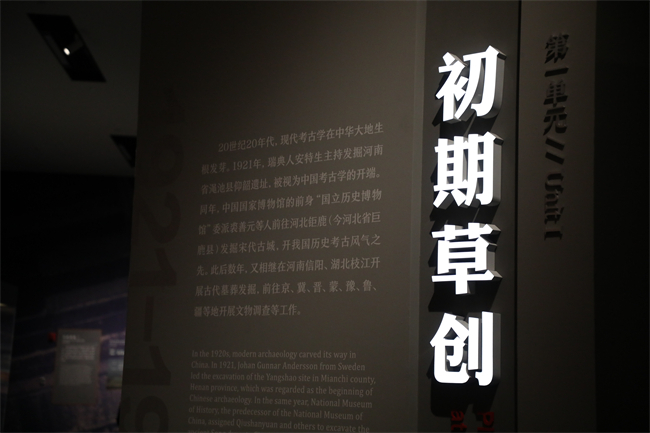 初期草创
第一单元 // Unit 1
20世纪20年代，现代考古学在中华大地生
根发芽。1921年，瑞典人安特生主持发掘河南
省渑池县仰韶遗址，被视为中国考古学的开端。
同年，中国国家博物馆的前身“国立历史博物
馆”委派裘善元等人前往河北钜鹿（今河北省巨
鹿县）发掘宋代古城，开我国历史考古风气之
先。此后数年，又相继在河南信阳、湖北枝江开
展古代墓葬发掘，前往京、冀、晋、蒙、豫、鲁、
疆等地开展文物调查等工作。
In the 1920s, modern archaeology carved its way in
China. In 1921, Johan Gunnar Andersson from Sweden
led the excavation of the Yangshao site in Mianchi county,
Henan province, which was regarded as the beginning of
Chinese archaeology. In the same year, National Museum
of History, the predecessor of the National Museum of
China, assigned Qiushanyuan and others to excavate the